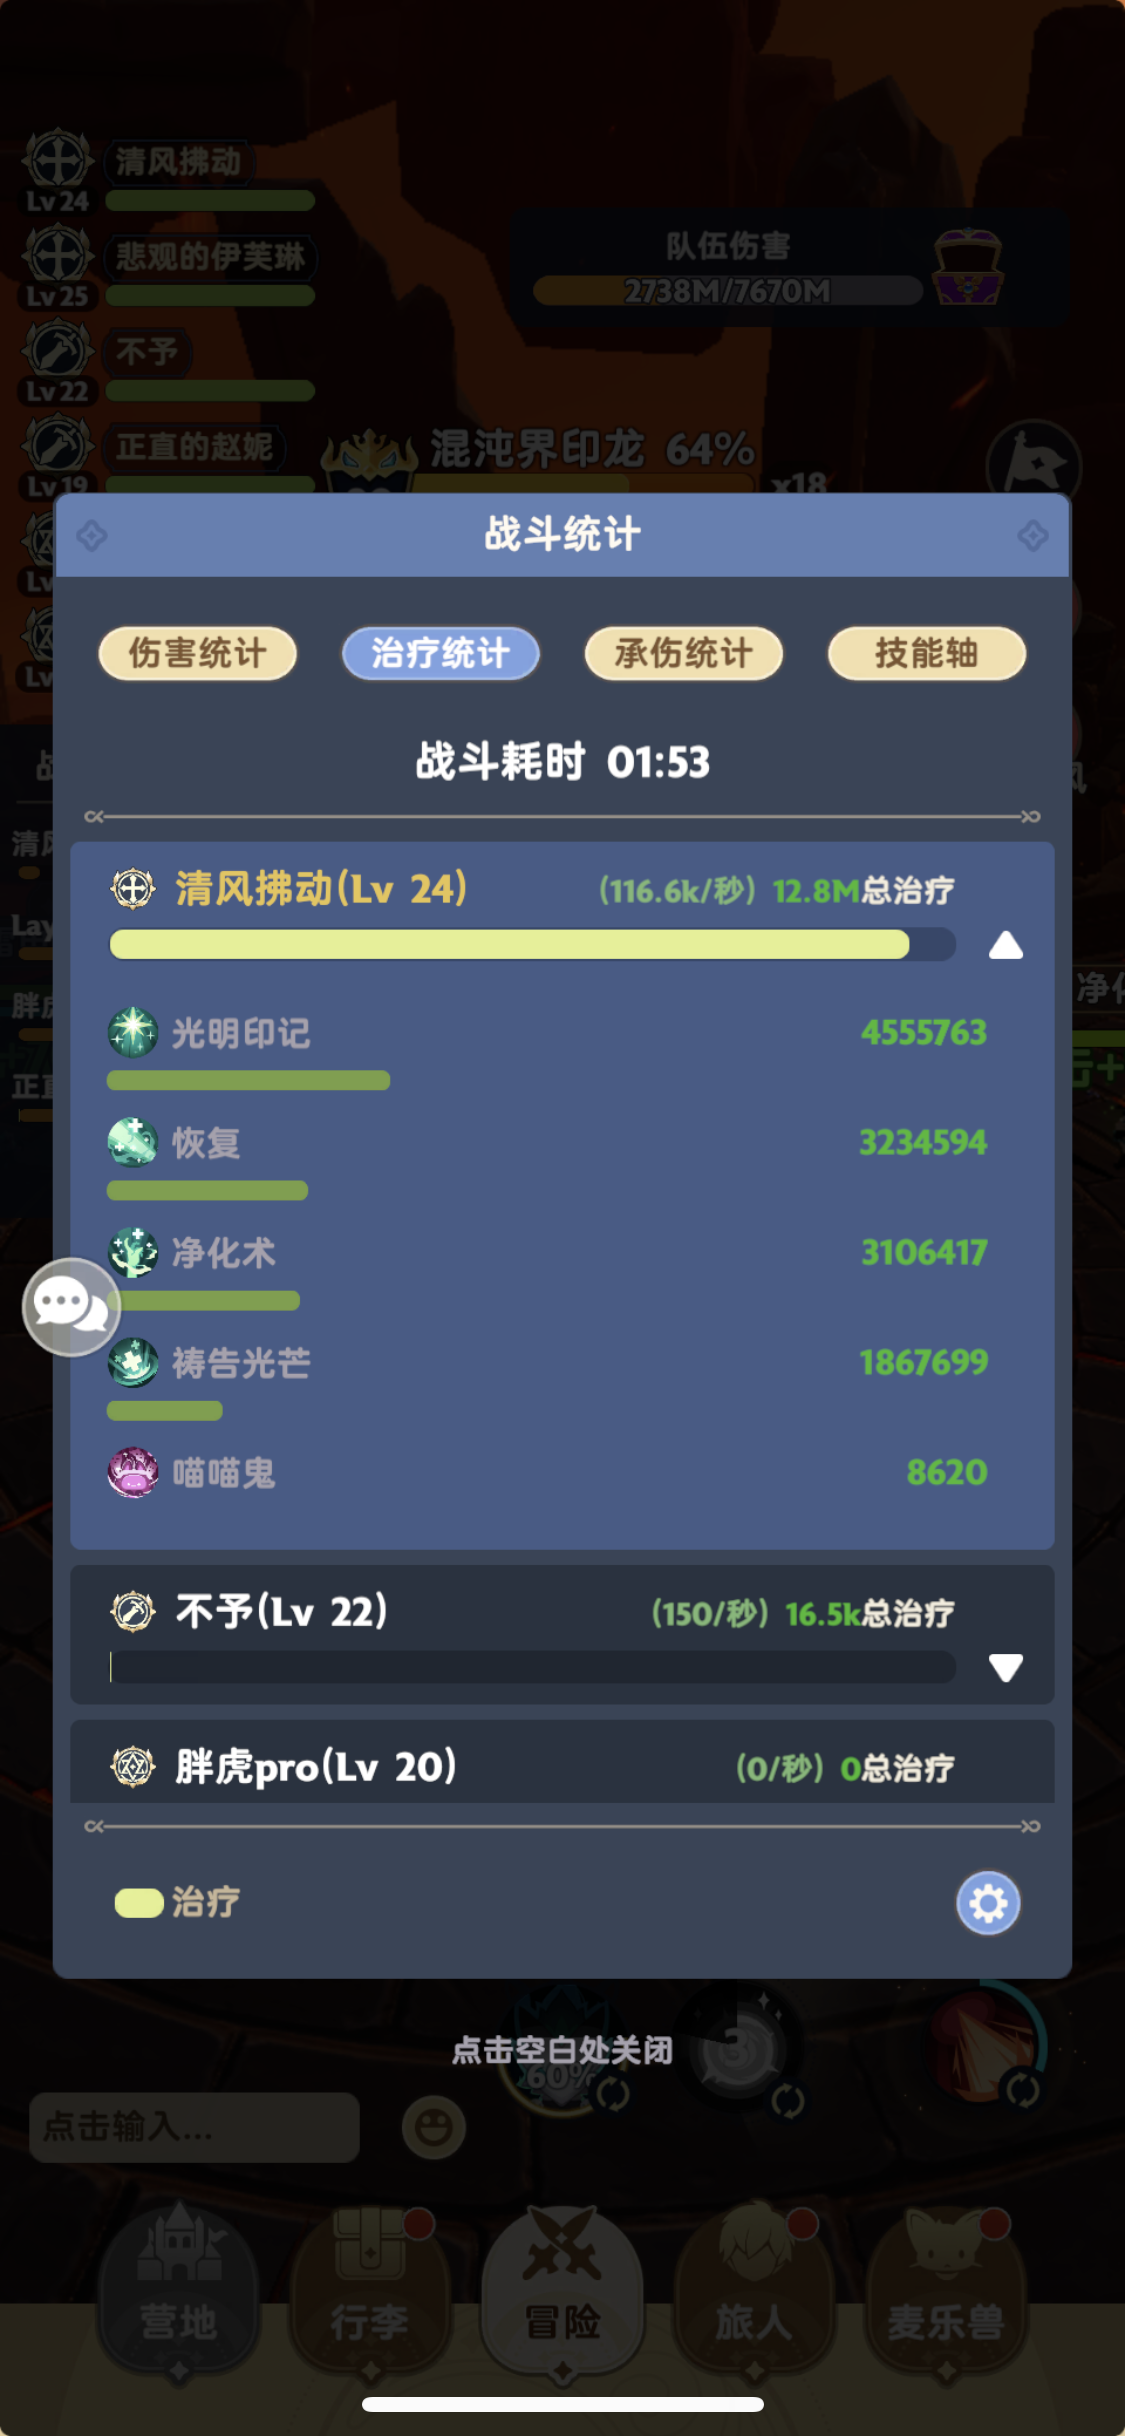 清风拂动
Lv 24
悲观的伊芙琳
Lv 25
队伍伤害
2738M/7670M
不予
Lv 22
正直的赵妮
Lv 19
混沌界印龙 64%
x18
战斗统计
伤害统计 治疗统计 承伤统计 技能轴
战斗耗时 01:53
清风拂动(Lv 24) (116.6k/秒) 12.8M总治疗
光明印记 4555763
恢复 3234594
净化术 3106417
祷告光芒 1867699
喵喵鬼 8620
不予(Lv 22) (150/秒) 16.5k总治疗
胖虎pro(Lv 20) (0/秒) 0总治疗
治疗
点击空白处关闭
60%
3
点击输入...
营地 行李 冒险 旅人 麦乐兽